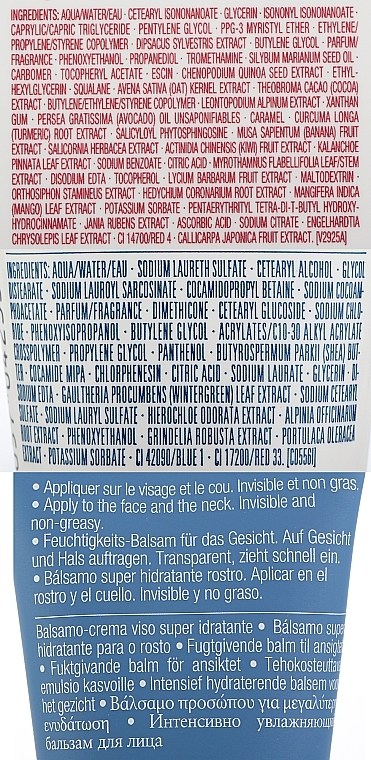 INGREDIENTS: AQUA/WATER/EAU • CETEARYL ISONONANOATE • GLYCERIN • ISONONYL ISONONANOATE •
CAPRYLIC/CAPRIC TRIGLYCERIDE • PENTYLENE GLYCOL • PPG-3 MYRISTYL ETHER • ETHYLENE/
PROPYLENE/STYRENE COPOLYMER • DIPSACUS SYLVESTRIS EXTRACT • BUTYLENE GLYCOL • PARFUM/
FRAGRANCE • PHENOXYETHANOL • PROPANEDIOL • TROMETHAMINE • SILYBUM MARIANUM SEED OIL
• CARBOMER • TOCOPHERYL ACETATE • ESCIN • CHENOPODIUM QUINOA SEED EXTRACT • ETHYL-
HEXYLGLYCERIN • SQUALANE • AVENA SATIVA (OAT) KERNEL EXTRACT • THEOBROMA CACAO (COCOA)
EXTRACT • BUTYLENE/ETHYLENE/STYRENE COPOLYMER • LEONTOPODIUM ALPINUM EXTRACT • XANTHAN
GUM • PERSEA GRATISSIMA (AVOCADO) OIL UNSAPONIFIABLES • CARAMEL • CURCUMA LONGA
(TURMERIC) ROOT EXTRACT • SALICYLOYL PHYTOSPHINGOSINE • MUSA SAPIENTUM (BANANA) FRUIT
EXTRACT • SALICORNIA HERBACEA EXTRACT • ACTINIDIA CHINENSIS (KIWI) FRUIT EXTRACT • KALANCHOE
PINNATA LEAF EXTRACT • SODIUM BENZOATE • CITRIC ACID • MYROTHAMNUS FLABELLIFOLIA LEAF/STEM
EXTRACT • DISODIUM EDTA • TOCOPHEROL • LYCIUM BARBARUM FRUIT EXTRACT • MALTODEXTRIN •
ORTHOSIPHON STAMINEUS EXTRACT • HEDYCHIUM CORONARIUM ROOT EXTRACT • MANGIFERA INDICA
(MANGO) LEAF EXTRACT • POTASSIUM SORBATE • PENTAERYTHRITYL TETRA-DI-T-BUTYL HYDROXY-
HYDROCINNAMATE • JANIA RUBENS EXTRACT • ASCORBIC ACID • SODIUM CITRATE • ENGELHARDTIA
CHRYSOLEPIS LEAF EXTRACT • CI 14700/RED 4 • CALLICARPA JAPONICA FRUIT EXTRACT. [V2925A]
INGREDIENTS: AQUA/WATER/EAU • SODIUM LAURETH SULFATE • CETEARYL ALCOHOL • GLYCOL
DISTEARATE • SODIUM LAUROYL SARCOSINATE • COCAMIDOPROPYL BETAINE • SODIUM COCOAM-
PHOACETATE • PARFUM/FRAGRANCE • DIMETHICONE • CETEARYL GLUCOSIDE • SODIUM CHLO-
RIDE • PHENOXYISOPROPANOL • BUTYLENE GLYCOL • ACRYLATES/C10-30 ALKYL ACRYLATE
CROSSPOLYMER • PROPYLENE GLYCOL • PANTHENOL • BUTYROSPERMUM PARKII (SHEA) BUT-
TER • COCAMIDE MIPA • CHLORPHENESIN • CITRIC ACID • SODIUM LAURATE • GLYCERIN • DI-
SODIUM EDTA • GAULTHERIA PROCUMBENS (WINTERGREEN) LEAF EXTRACT • SODIUM CETEARYL
SULFATE • SODIUM LAURYL SULFATE • HIEROCHLOE ODORATA EXTRACT • ALPINIA OFFICINARUM
ROOT EXTRACT • PHENOXYETHANOL • GRINDELIA ROBUSTA EXTRACT • PORTULACA OLERACEA
EXTRACT • POTASSIUM SORBATE • CI 42090/BLUE 1 • CI 17200/RED 33. [C0556I]
• Appliquer sur le visage et le cou. Invisible et non gras.
• Apply to the face and the neck. Invisible and
non-greasy.
• Feuchtigkeits-Balsam für das Gesicht. Auf Gesicht
und Hals auftragen. Transparent, zieht schnell ein.
• Bálsamo super hidratante rostro. Aplicar en el
rostro y el cuello. Invisible y no graso.
Balsamo-crema viso super idratante • Bálsamo super
hidratante para o rosto • Fugtgivende balm til ansigtet
• Fuktgivande balm för ansiktet • Tehokosteuttava
emulsio kasvoille • Intensief hydraterende balsem voor
het gezicht • Βάλσαμο προσώπου για μεγαλύτερη
ενυδάτωση • Интенсивно увлажняющий
бальзам для лица